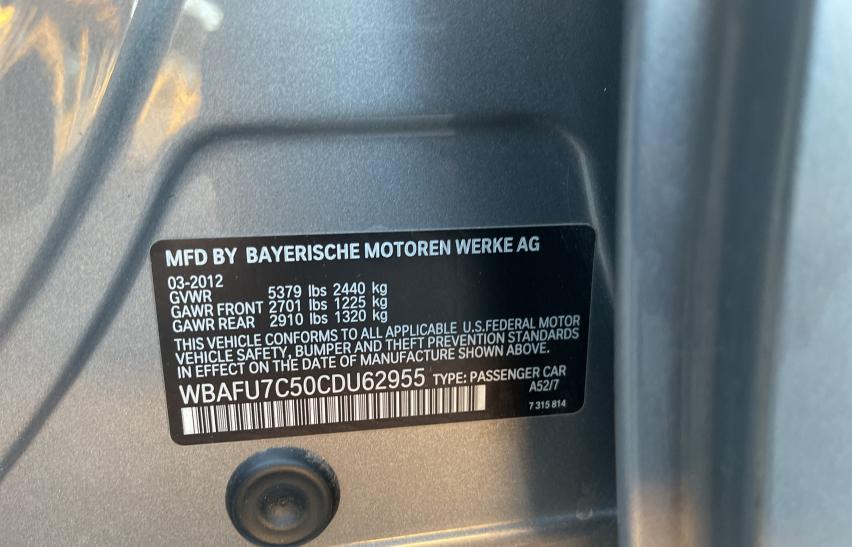 MFD BY BAYERISCHE MOTOREN WERKE AG
03-2012
GVWR 5379 lbs 2440 kg
GAWR FRONT 2701 lbs 1225 kg
GAWR REAR 2910 lbs 1320 kg
THIS VEHICLE CONFORMS TO ALL APPLICABLE U.S.FEDERAL MOTOR
VEHICLE SAFETY, BUMPER AND THEFT PREVENTION STANDARDS
IN EFFECT ON THE DATE OF MANUFACTURE SHOWN ABOVE.
WBAFU7C50CDU62955 TYPE: PASSENGER CAR
A52/7
7 315 814